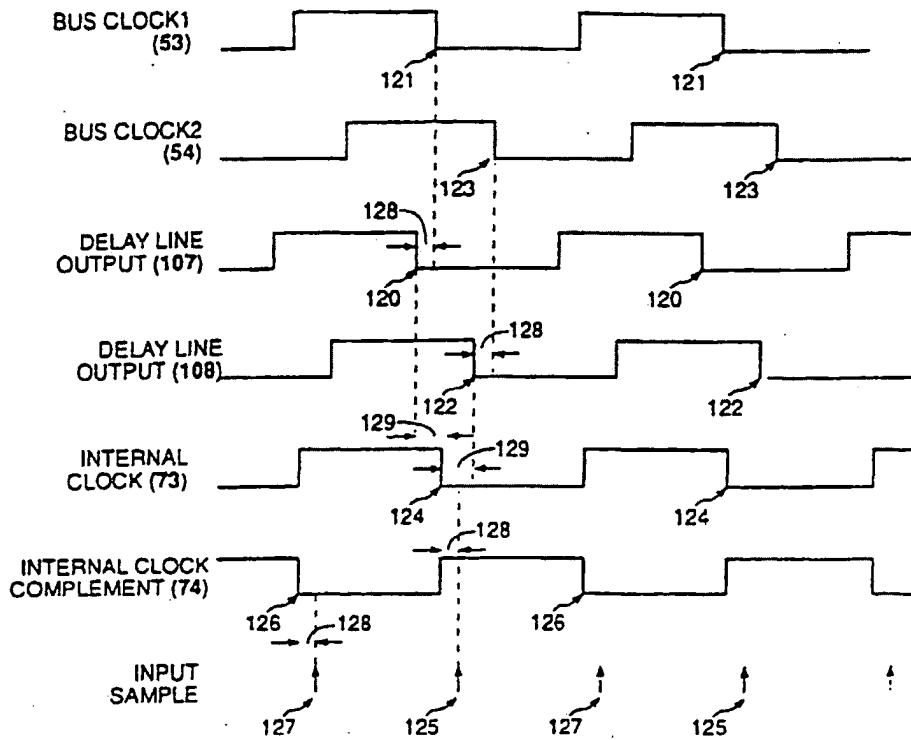 BUS CLOCK1
(53)
121
121
BUS CLOCK2
(54)
123
123
DELAY LINE
OUTPUT (107)
128
120
120
DELAY LINE
OUTPUT (108)
128
122
122
129
INTERNAL
CLOCK (73)
129
124
124
128
INTERNAL CLOCK
COMPLEMENT (74)
126
128
126
INPUT
SAMPLE
127
125
127
125